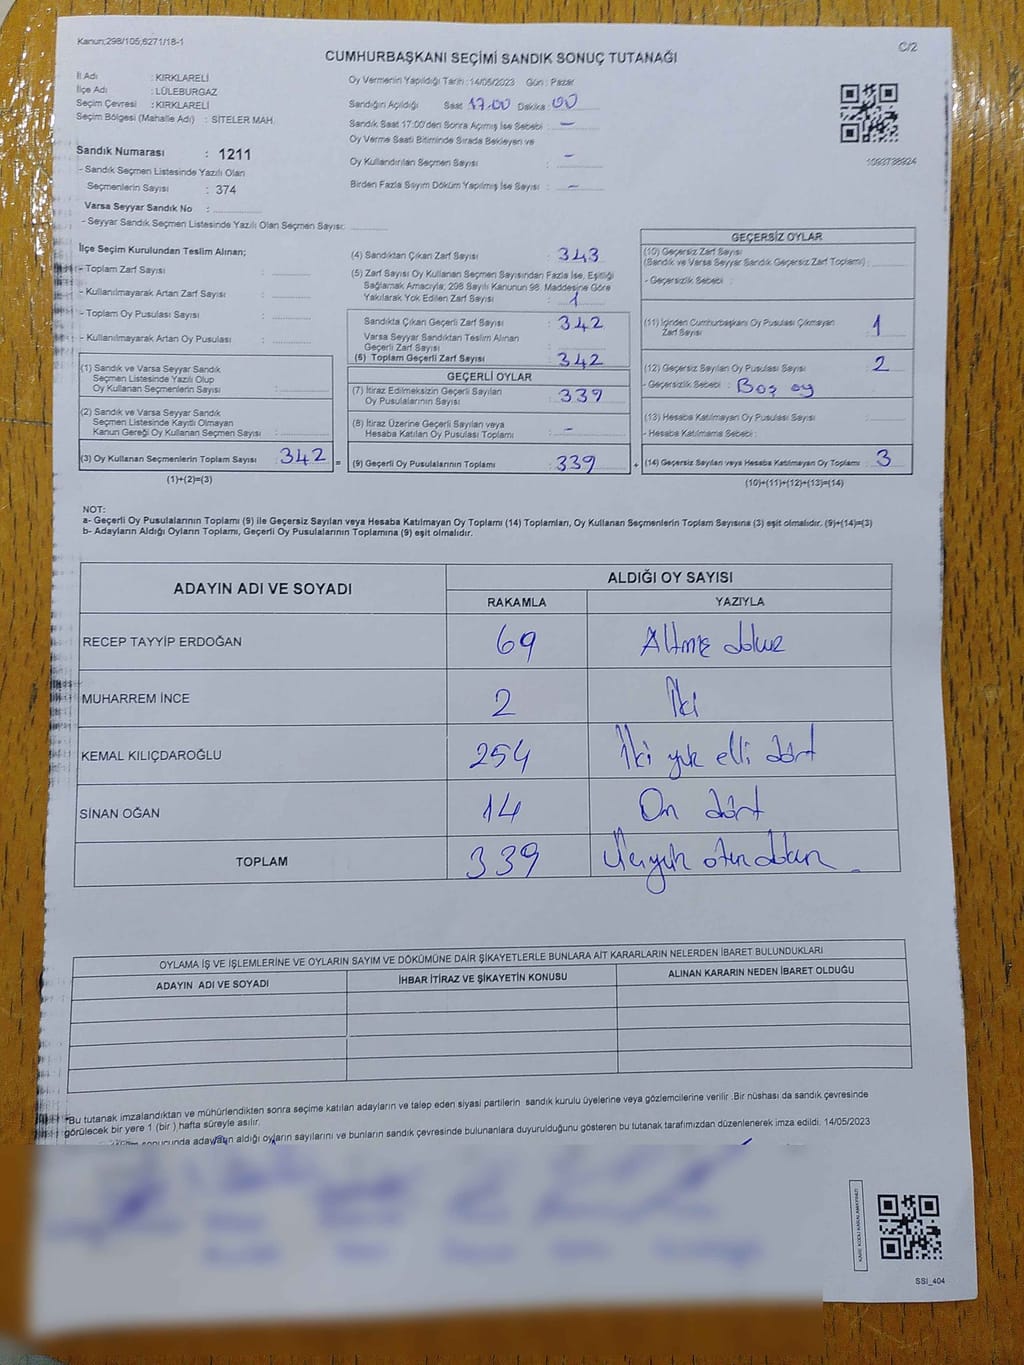 Kanun;298/105;6271/18-1
C/2
CUMHURBAŞKANI SEÇİMİ SANDIK SONUÇ TUTANAĞI
İl Adı : KIRKLARELİ
İlçe Adı : LÜLEBURGAZ
Seçim Çevresi : KIRKLARELİ
Seçim Bölgesi (Mahalle Adı) : SİTELER MAH.
Sandık Numarası : 1211
- Sandık Seçmen Listesinde Yazılı Olan
Seçmenlerin Sayısı : 374
Varsa Seyyar Sandık No :
- Seyyar Sandık Seçmen Listesinde Yazılı Olan Seçmen Sayısı:
Oy Vermenin Yapıldığı Tarih : 14/05/2023 Gün : Pazar
Sandığın Açıldığı Saat 17.00 Dakika : 00
Sandık Saat 17:00'den Sonra Açılmış İse Sebebi : -
Oy Verme Saati Bitiminde Sırada Bekleyen ve
Oy Kullandırılan Seçmen Sayısı : -
Birden Fazla Sayım Döküm Yapılmış İse Sayısı : -
1093738924
İlçe Seçim Kurulundan Teslim Alınan;
- Toplam Zarf Sayısı :
- Kullanılmayarak Artan Zarf Sayısı :
- Toplam Oy Pusulası Sayısı :
- Kullanılmayarak Artan Oy Pusulası :
(1) Sandık ve Varsa Seyyar Sandık
Seçmen Listesinde Yazılı Olup
Oy Kullanan Seçmenlerin Sayısı :
(2) Sandık ve Varsa Seyyar Sandık
Seçmen Listesinde Kayıtlı Olmayan
Kanun Gereği Oy Kullanan Seçmen Sayısı :
(3) Oy Kullanan Seçmenlerin Toplam Sayısı : 342 =
(1)+(2)=(3)
(4) Sandıktan Çıkan Zarf Sayısı : 343
(5) Zarf Sayısı Oy Kullanan Seçmen Sayısından Fazla İse, Eşitliği
Sağlamak Amacıyla; 298 Sayılı Kanunun 98. Maddesine Göre
Yakılarak Yok Edilen Zarf Sayısı : 1
Sandıkta Çıkan Geçerli Zarf Sayısı : 342
Varsa Seyyar Sandıktan Teslim Alınan
Geçerli Zarf Sayısı :
(6) Toplam Geçerli Zarf Sayısı : 342
GEÇERLİ OYLAR
(7) İtiraz Edilmeksizin Geçerli Sayılan
Oy Pusulalarının Sayısı : 339
(8) İtiraz Üzerine Geçerli Sayılan veya
Hesaba Katılan Oy Pusulası Toplamı : -
(9) Geçerli Oy Pusulalarının Toplamı : 339 +
GEÇERSİZ OYLAR
(10) Geçersiz Zarf Sayısı
(Sandık ve Varsa Seyyar Sandık Geçersiz Zarf Toplamı) :
- Geçersizlik Sebebi :
(11) İçinden Cumhurbaşkanı Oy Pusulası Çıkmayan
Zarf Sayısı : 1
(12) Geçersiz Sayılan Oy Pusulası Sayısı : 2
- Geçersizlik Sebebi : Boş oy
(13) Hesaba Katılmayan Oy Pusulası Sayısı :
- Hesaba Katılmama Sebebi :
(14) Geçersiz Sayılan veya Hesaba Katılmayan Oy Toplamı : 3
(10)+(11)+(12)+(13)=(14)
NOT:
a- Geçerli Oy Pusulalarının Toplamı (9) ile Geçersiz Sayılan veya Hesaba Katılmayan Oy Toplamı (14) Toplamları, Oy Kullanan Seçmenlerin Toplam Sayısına (3) eşit olmalıdır. (9)+(14)=(3)
b- Adayların Aldığı Oyların Toplamı, Geçerli Oy Pusulalarının Toplamına (9) eşit olmalıdır.
ADAYIN ADI VE SOYADI
ALDIĞI OY SAYISI
RAKAMLA YAZIYLA
RECEP TAYYİP ERDOĞAN 69 Altmış dokuz
MUHARREM İNCE 2 İki
KEMAL KILIÇDAROĞLU 254 İki yüz elli dört
SİNAN OĞAN 14 On dört
TOPLAM 339 Üçyüz otuz dokuz
OYLAMA İŞ VE İŞLEMLERİNE VE OYLARIN SAYIM VE DÖKÜMÜNE DAİR ŞİKAYETLERLE BUNLARA AİT KARARLARIN NELERDEN İBARET BULUNDUKLARI
ADAYIN ADI VE SOYADI İHBAR İTİRAZ VE ŞİKAYETİN KONUSU ALINAN KARARIN NEDEN İBARET OLDUĞU
*Bu tutanak imzalandıktan ve mühürlendikten sonra seçime katılan adayların ve talep eden siyasi partilerin sandık kurulu üyelerine veya gözlemcilerine verilir .Bir nüshası da sandık çevresinde
görülecek bir yere 1 (bir ) hafta süreyle asılır.
sonucunda adayların aldığı oyların sayılarını ve bunların sandık çevresinde bulunanlara duyurulduğunu gösteren bu tutanak tarafımızdan düzenlenerek imza edildi. 14/05/2023
SSI_404